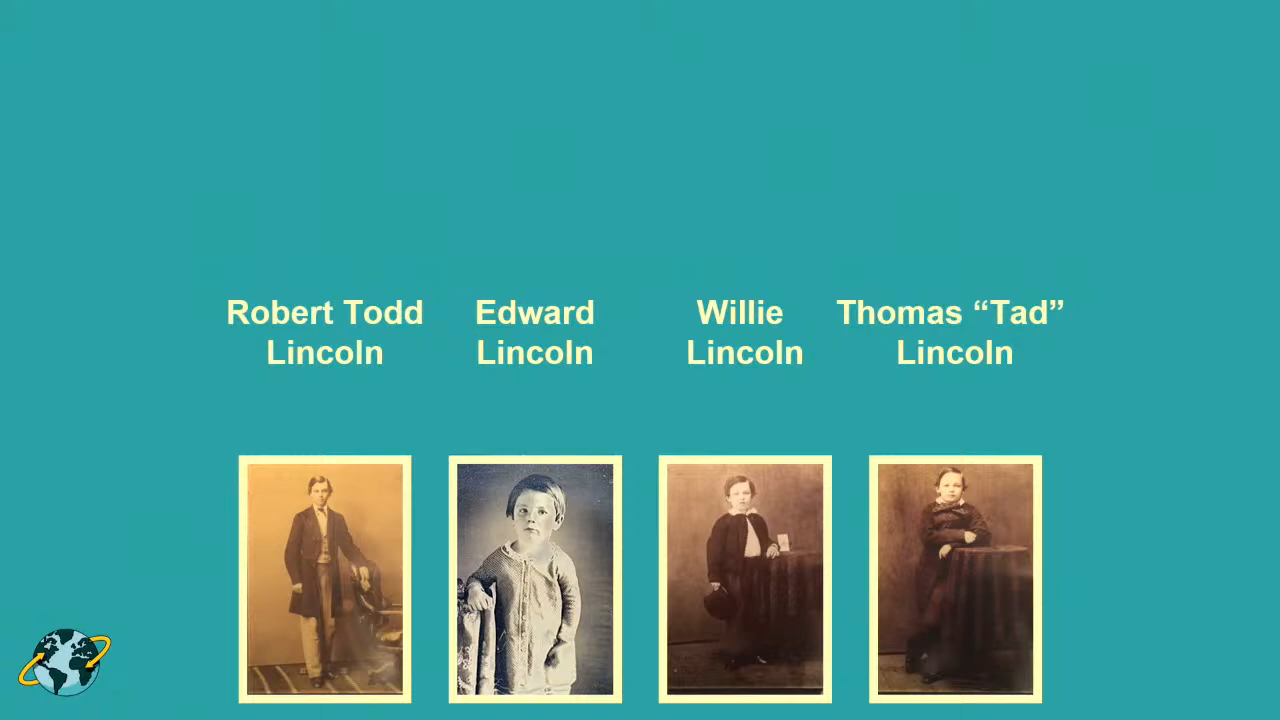 Robert Todd
Lincoln
Edward
Lincoln
Willie
Lincoln
Thomas “Tad”
Lincoln